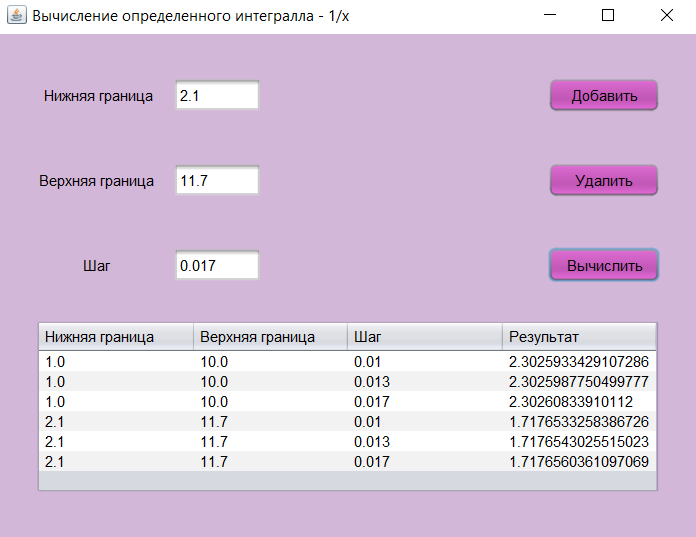 Вычисление определенного интегралла - 1/x
Нижняя граница 2.1 Добавить
Верхняя граница 11.7 Удалить
Шаг 0.017 Вычислить
Нижняя граница Верхняя граница Шаг Результат
1.0 10.0 0.01 2.3025933429107286
1.0 10.0 0.013 2.3025987750499777
1.0 10.0 0.017 2.30260833910112
2.1 11.7 0.01 1.7176533258386726
2.1 11.7 0.013 1.7176543025515023
2.1 11.7 0.017 1.7176560361097069